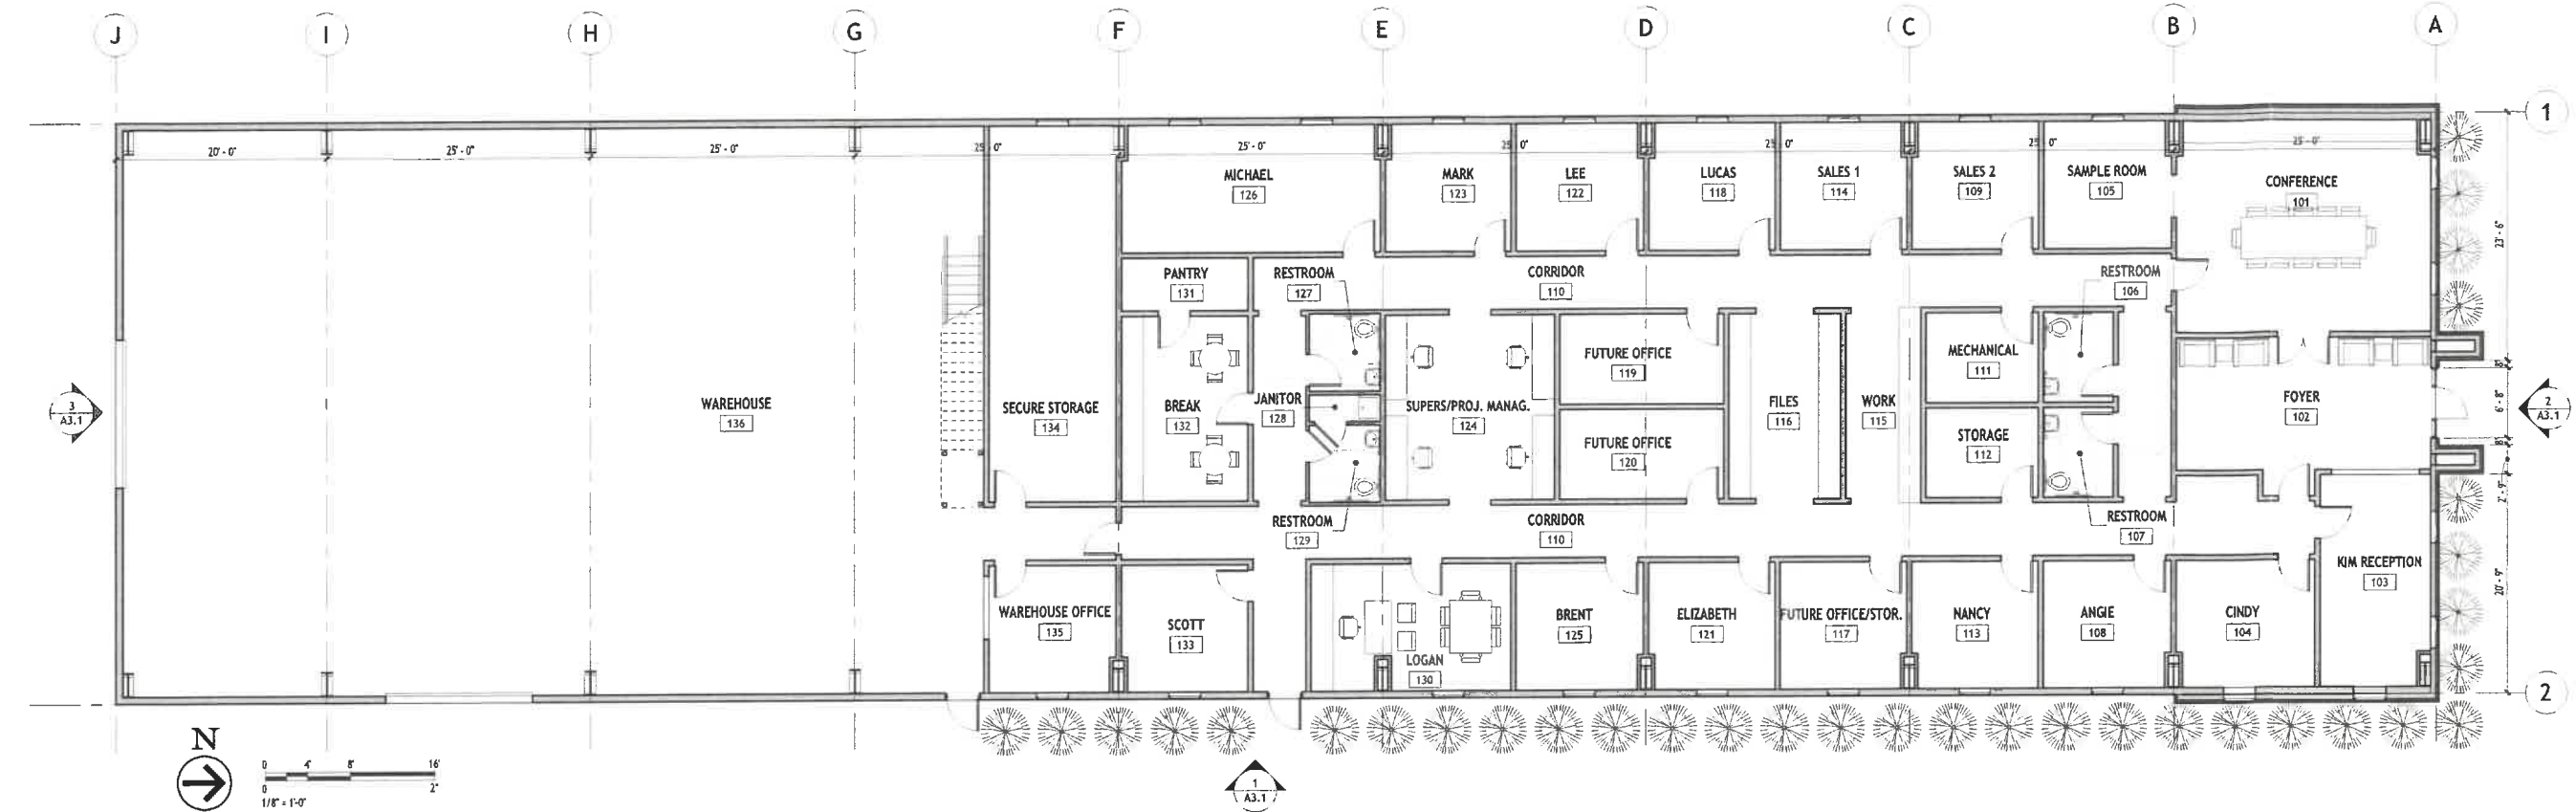 J
I
H
G
F
E
D
C
B
A
1
20' - 0"
25' - 0"
25' - 0"
25' - 0"
25' - 0"
25' - 0"
25' - 0"
25' - 0"
25' - 0"
MICHAEL
126
MARK
123
LEE
122
LUCAS
118
SALES 1
114
SALES 2
109
SAMPLE ROOM
105
CONFERENCE
101
23' - 6"
PANTRY
131
RESTROOM
127
CORRIDOR
110
RESTROOM
106
3
A3.1
WAREHOUSE
136
SECURE STORAGE
134
BREAK
132
JANITOR
128
SUPERS/PROJ. MANAG.
124
FUTURE OFFICE
119
FUTURE OFFICE
120
FILES
116
WORK
115
MECHANICAL
111
STORAGE
112
FOYER
102
8"
6' - 8"
8"
2
A3.1
2' - 9"
RESTROOM
129
CORRIDOR
110
RESTROOM
107
KIM RECEPTION
103
20' - 9"
WAREHOUSE OFFICE
135
SCOTT
133
LOGAN
130
BRENT
125
ELIZABETH
121
FUTURE OFFICE/STOR.
117
NANCY
113
ANGIE
108
CINDY
104
2
N
0 4' 8' 16'
0 2"
1/8" = 1'-0"
1
A3.1